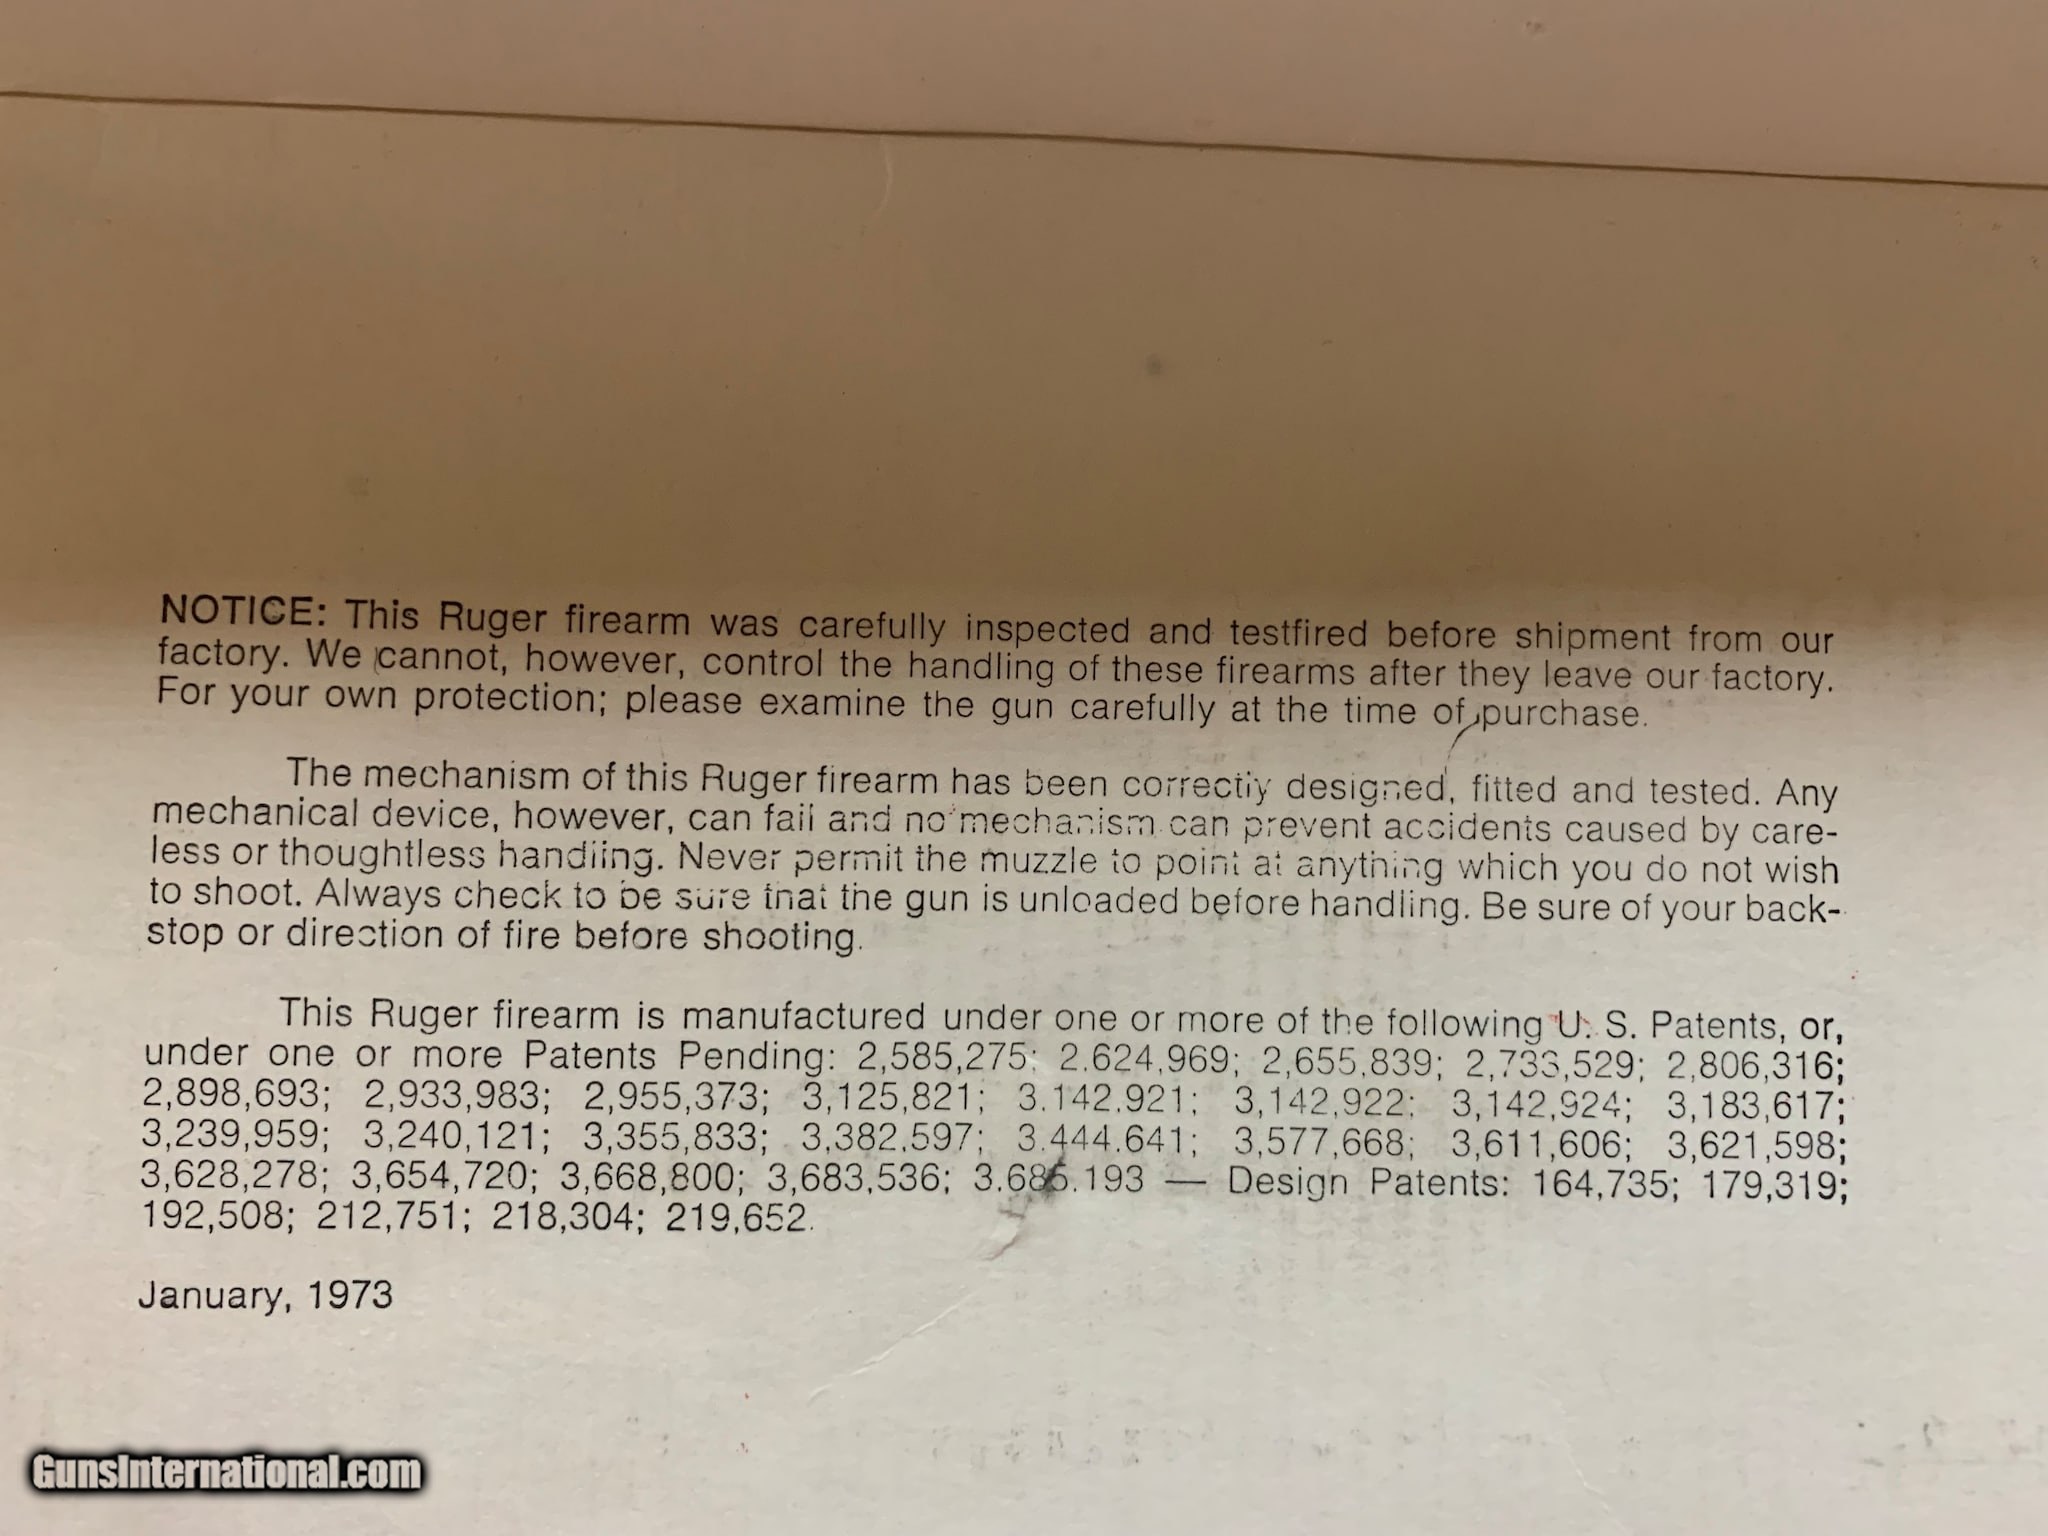 NOTICE: This Ruger firearm was carefully inspected and testfired before shipment from our
factory. We cannot, however, control the handling of these firearms after they leave our factory.
For your own protection; please examine the gun carefully at the time of purchase.
The mechanism of this Ruger firearm has been correctly designed, fitted and tested. Any
mechanical device, however, can fail and no mechanism can prevent accidents caused by care-
less or thoughtless handling. Never permit the muzzle to point at anything which you do not wish
to shoot. Always check to be sure that the gun is unloaded before handling. Be sure of your back-
stop or direction of fire before shooting.
This Ruger firearm is manufactured under one or more of the following U. S. Patents, or,
under one or more Patents Pending: 2,585,275; 2,624,969; 2,655,839; 2,733,529; 2,806,316;
2,898,693; 2,933,983; 2,955,373; 3,125,821; 3,142,921; 3,142,922; 3,142,924; 3,183,617;
3,239,959; 3,240,121; 3,355,833; 3,382,597; 3,444,641; 3,577,668; 3,611,606; 3,621,598;
3,628,278; 3,654,720; 3,668,800; 3,683,536; — Design Patents: 164,735; 179,319;
192,508; 212,751; 218,304; 219,652.
January, 1973
GunsInternational.com